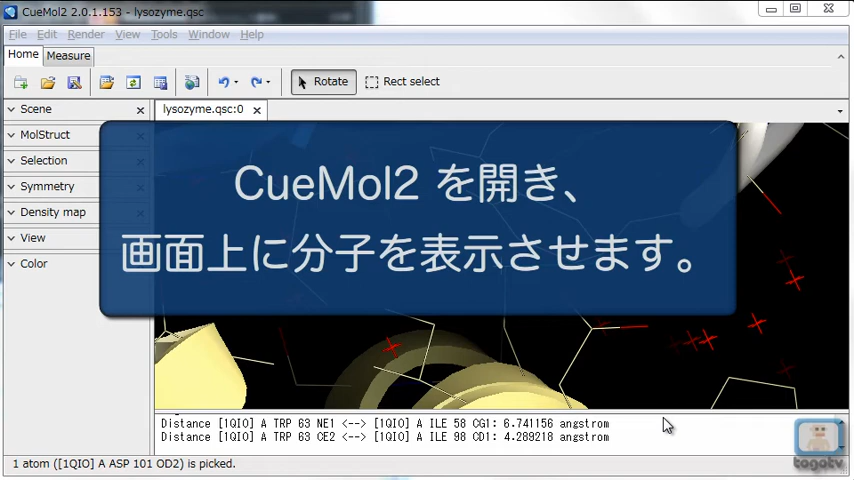 CueMol2 2.0.1.153 - lysozyme.qsc
File Edit Render View Tools Window Help
Home Measure
Rotate Rect select
Scene
lysozyme.qsc:0
MolStruct
Selection
Symmetry
Density map
View
Color
CueMol2 を開き、
画面上に分子を表示させます。
Distance [1QIO] A TRP 63 NE1 <--> [1QIO] A ILE 58 CG1: 6.741156 angstrom
Distance [1QIO] A TRP 63 CE2 <--> [1QIO] A ILE 98 CD1: 4.289218 angstrom
1 atom ([1QIO] A ASP 101 OD2) is picked.
togotv